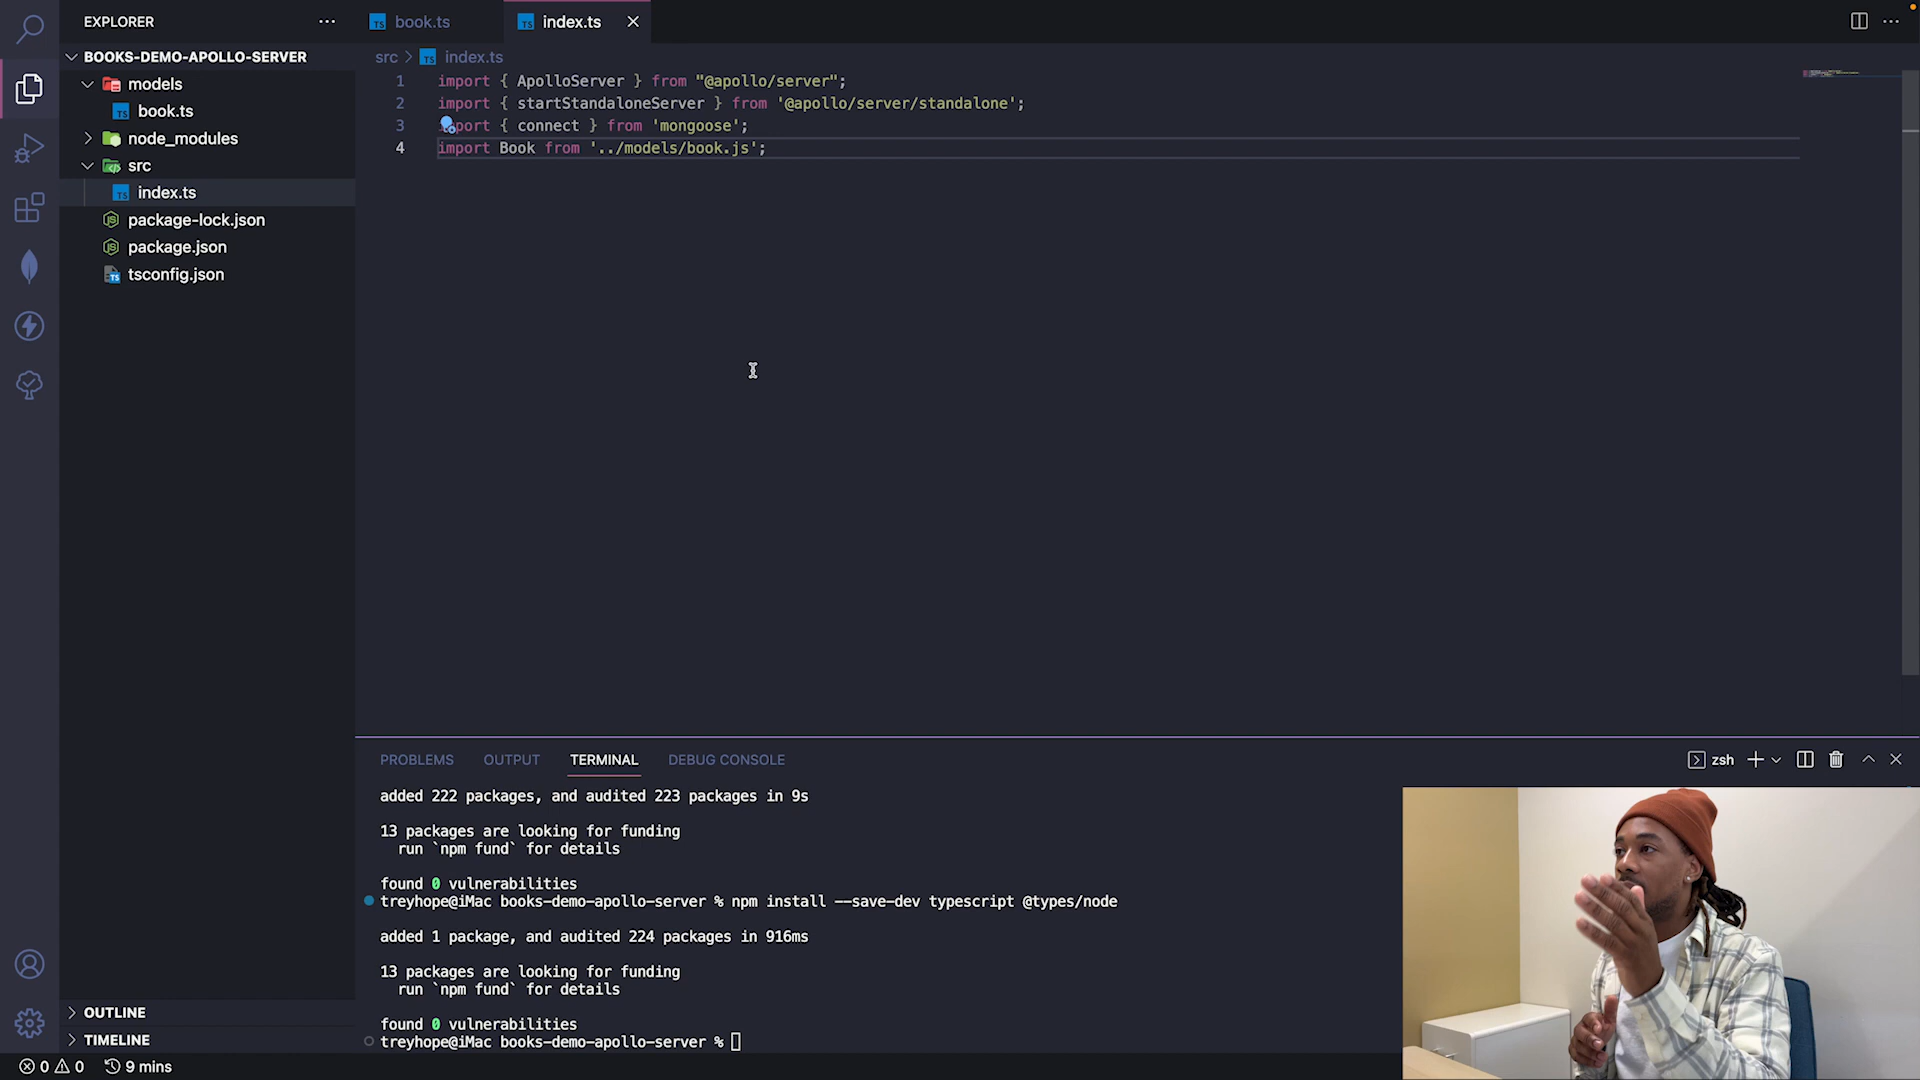 EXPLORER
BOOKS-DEMO-APOLLO-SERVER
models
book.ts
node_modules
src
index.ts
package-lock.json
package.json
tsconfig.json
OUTLINE
TIMELINE
book.ts
index.ts
src
index.ts
1 import { ApolloServer } from "@apollo/server";
2 import { startStandaloneServer } from '@apollo/server/standalone';
3 import { connect } from 'mongoose';
4 import Book from '../models/book.js';
PROBLEMS OUTPUT TERMINAL DEBUG CONSOLE
zsh
added 222 packages, and audited 223 packages in 9s
13 packages are looking for funding
run `npm fund` for details
found 0 vulnerabilities
treyhope@iMac books-demo-apollo-server % npm install --save-dev typescript @types/node
added 1 package, and audited 224 packages in 916ms
13 packages are looking for funding
run `npm fund` for details
found 0 vulnerabilities
treyhope@iMac books-demo-apollo-server %
0 0 9 mins